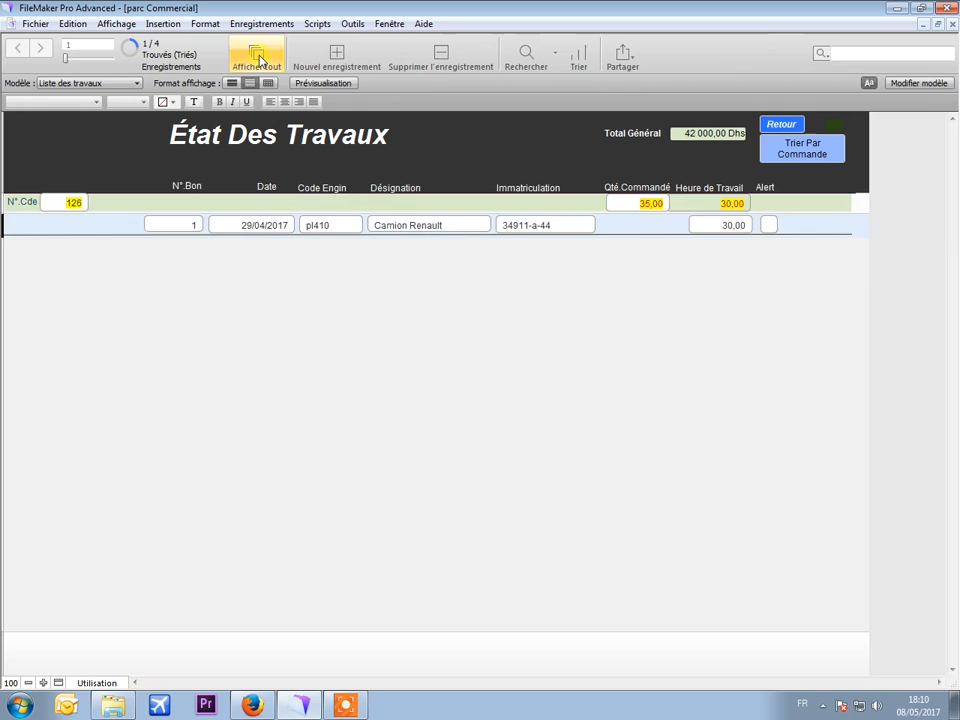 FileMaker Pro Advanced - [parc Commercial]
Fichier Edition Affichage Insertion Format Enregistrements Scripts Outils Fenêtre Aide
1
1 / 4
Trouvés (Triés)
Enregistrements
Afficher tout
Nouvel enregistrement
Supprimer l'enregistrement
Rechercher
Trier
Partager
Modèle : Liste des travaux Format affichage : Prévisualisation Aa Modifier modèle
T B I U
État Des Travaux
Total Général 42 000,00 Dhs
Retour
Trier Par
Commande
N°.Bon Date Code Engin Désignation Immatriculation Qté.Commandé Heure de Travail Alert
N°.Cde 126 35,00 30,00
1 29/04/2017 pl410 Camion Renault 34911-a-44 30,00
100 Utilisation
Pr
FR
18:10
08/05/2017